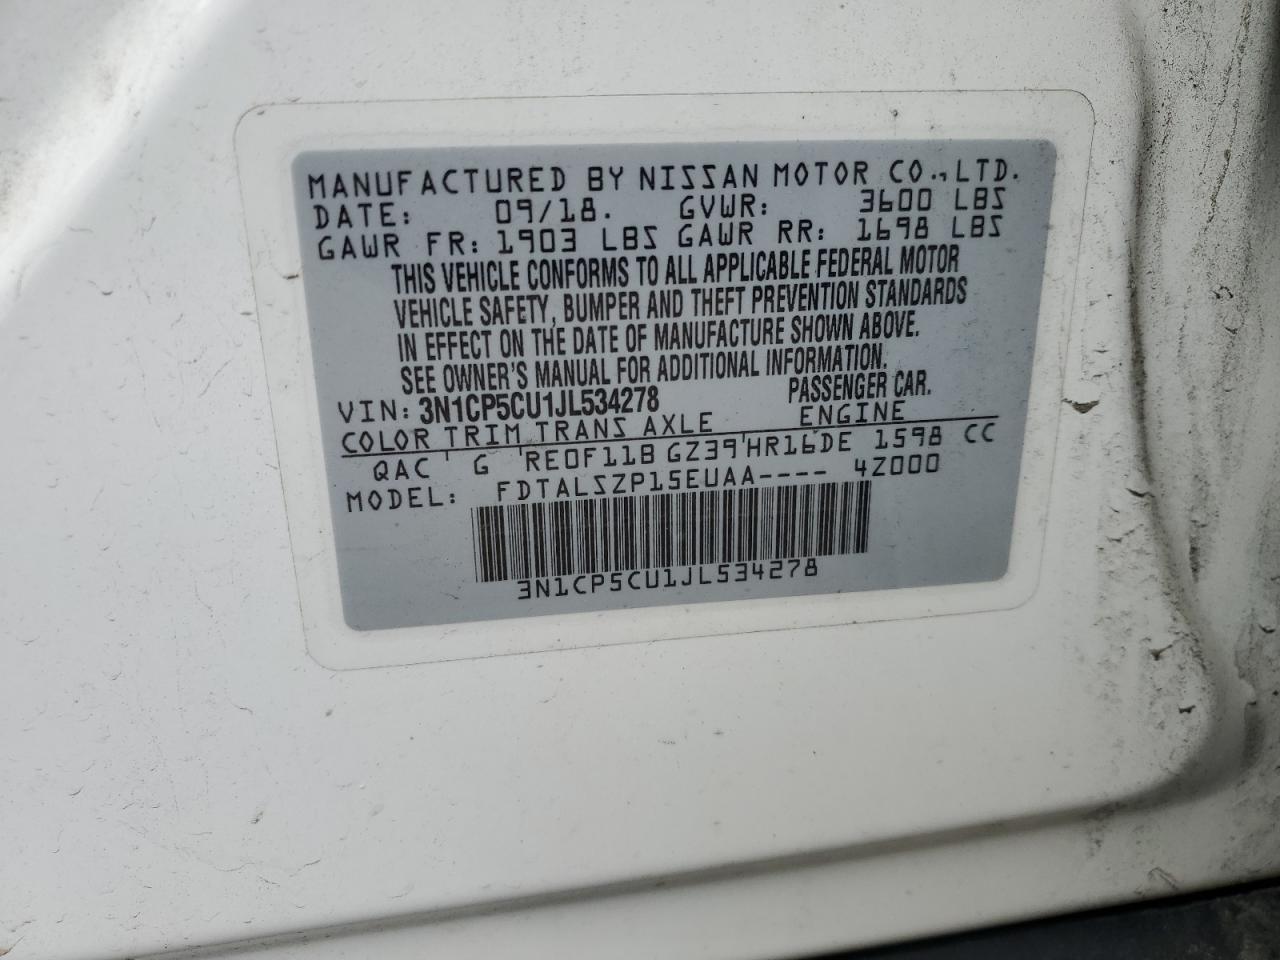 MANUFACTURED BY NISSAN MOTOR CO., LTD.
DATE: 09/18. GVWR: 3600 LBS
GAWR FR: 1903 LBS GAWR RR: 1698 LBS
THIS VEHICLE CONFORMS TO ALL APPLICABLE FEDERAL MOTOR
VEHICLE SAFETY, BUMPER AND THEFT PREVENTION STANDARDS
IN EFFECT ON THE DATE OF MANUFACTURE SHOWN ABOVE.
SEE OWNER'S MANUAL FOR ADDITIONAL INFORMATION.
VIN: 3N1CP5CU1JL534278 PASSENGER CAR.
COLOR TRIM TRANS AXLE ENGINE
QAC ' G ' RE0F11B GZ39'HR16DE 1598 CC
MODEL: FDTALSZP15EUAA---- 4Z000
3N1CP5CU1JL534278